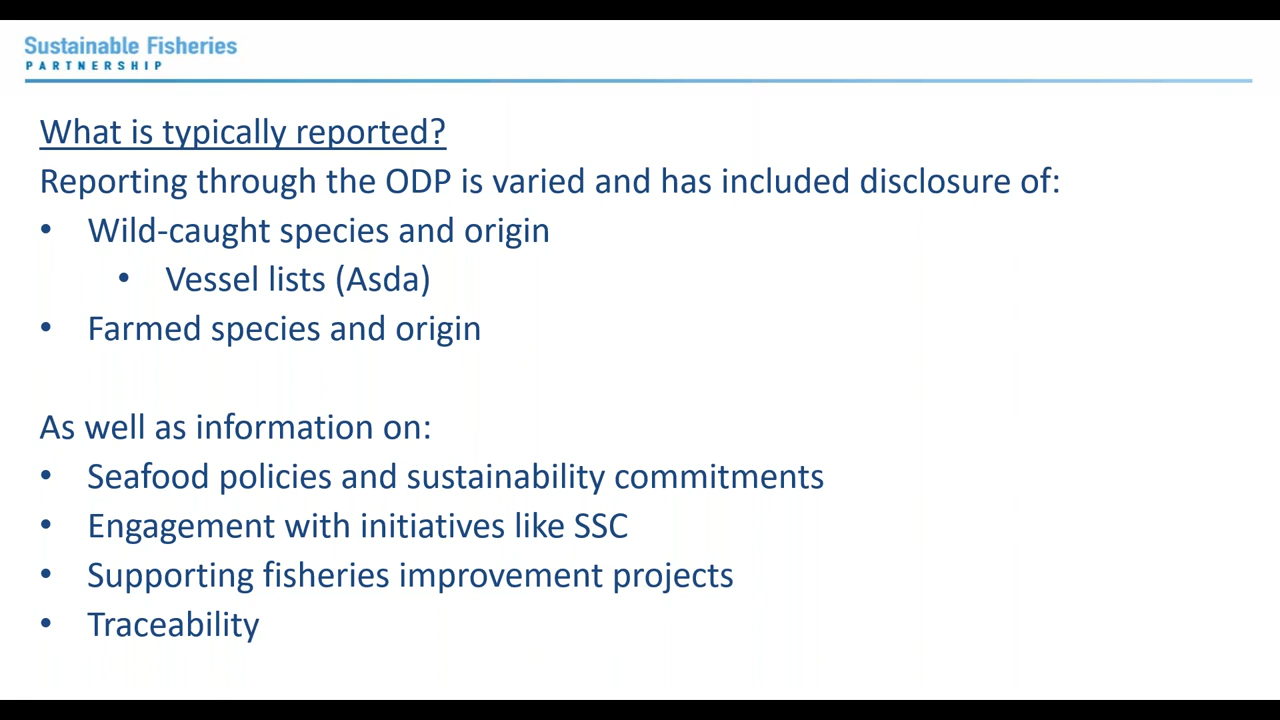 Sustainable Fisheries
PARTNERSHIP
What is typically reported?
Reporting through the ODP is varied and has included disclosure of:
• Wild-caught species and origin
• Vessel lists (Asda)
• Farmed species and origin
As well as information on:
• Seafood policies and sustainability commitments
• Engagement with initiatives like SSC
• Supporting fisheries improvement projects
• Traceability